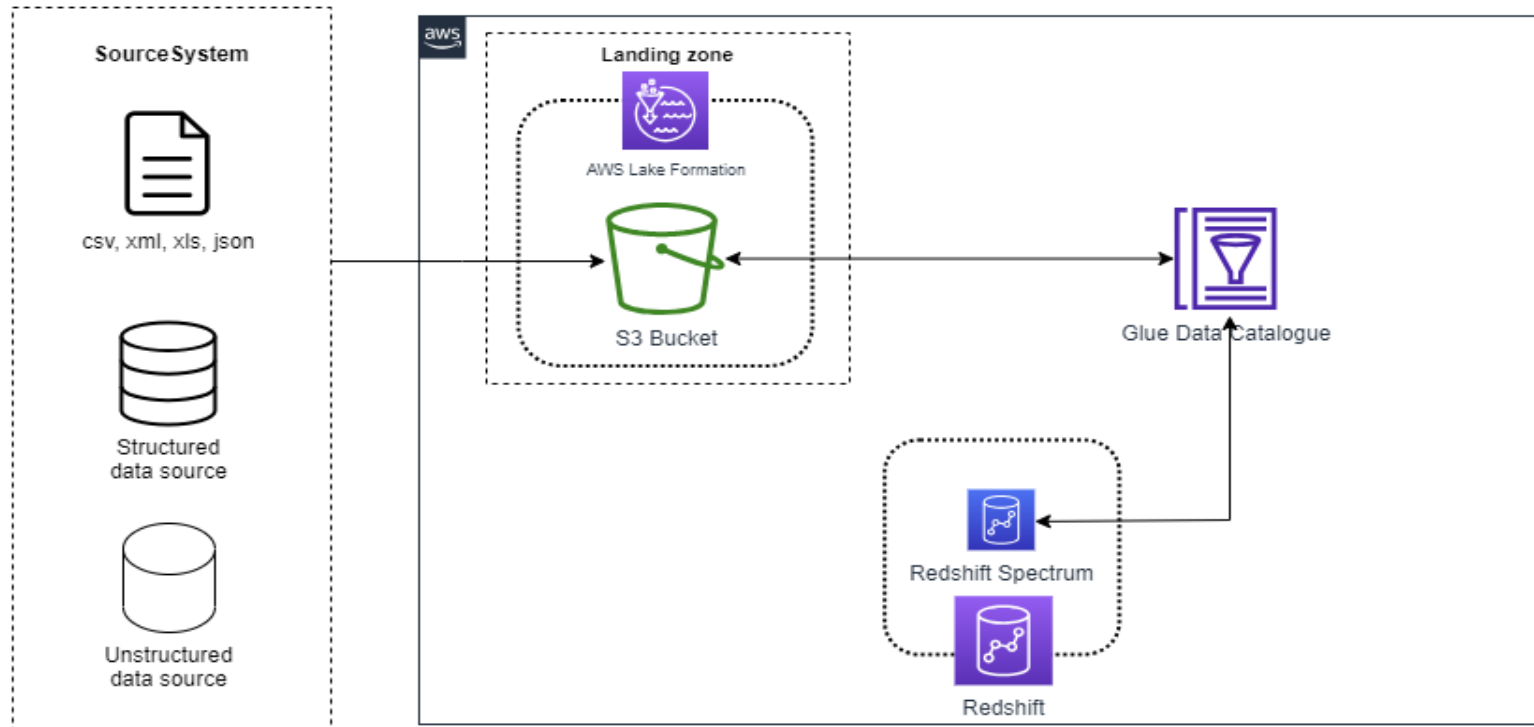 SourceSystem
csv, xml, xls, json
Structured
data source
Unstructured
data source
aws
Landing zone
AWS Lake Formation
S3 Bucket
Glue Data Catalogue
Redshift Spectrum
Redshift